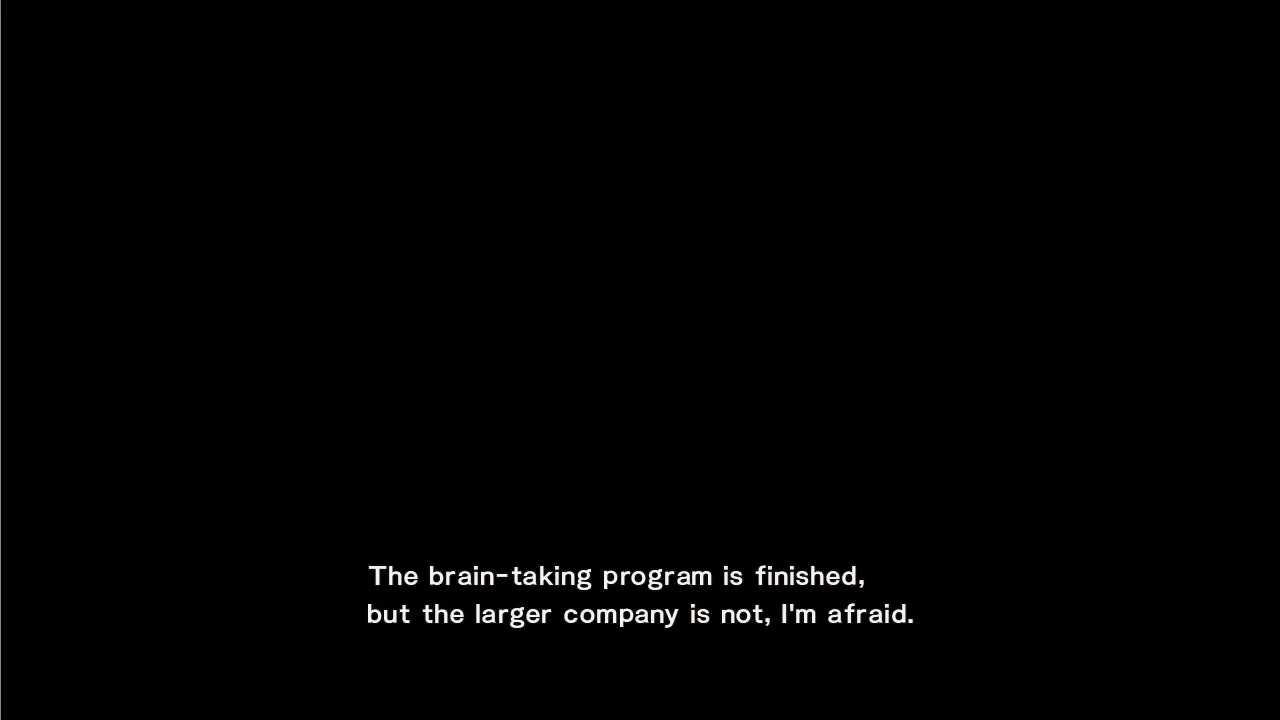 The brain-taking program is finished,
but the larger company is not, I'm afraid.